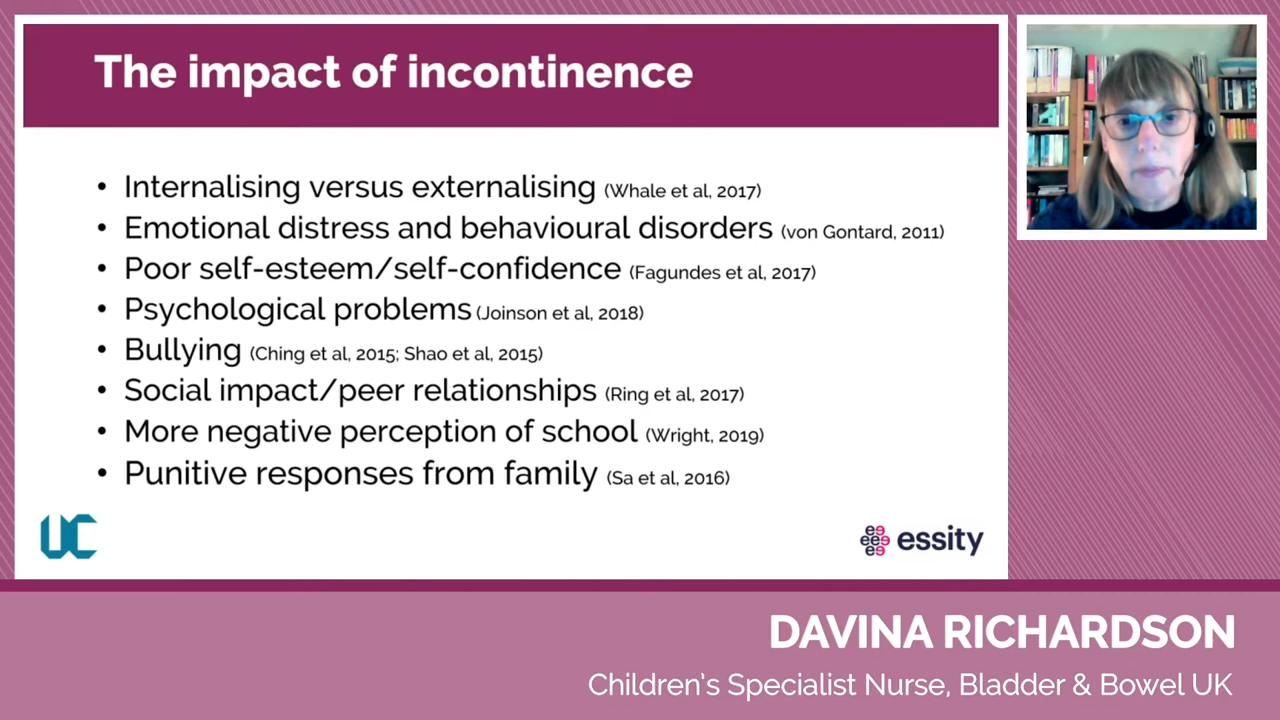 The impact of incontinence
• Internalising versus externalising (Whale et al, 2017)
• Emotional distress and behavioural disorders (von Gontard, 2011)
• Poor self-esteem/self-confidence (Fagundes et al, 2017)
• Psychological problems (Joinson et al, 2018)
• Bullying (Ching et al, 2015; Shao et al, 2015)
• Social impact/peer relationships (Ring et al, 2017)
• More negative perception of school (Wright, 2019)
• Punitive responses from family (Sa et al, 2016)
UC
essity
DAVINA RICHARDSON
Children's Specialist Nurse, Bladder & Bowel UK